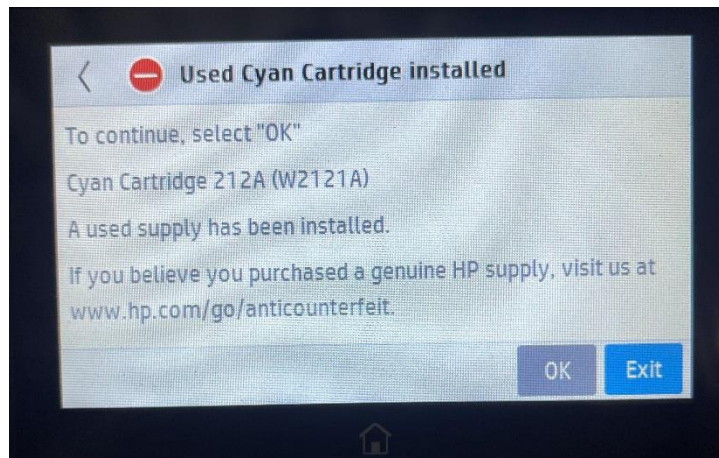 Used Cyan Cartridge installed
To continue, select "OK"
Cyan Cartridge 212A (W2121A)
A used supply has been installed.
If you believe you purchased a genuine HP supply, visit us at
www.hp.com/go/anticounterfeit.
OK
Exit